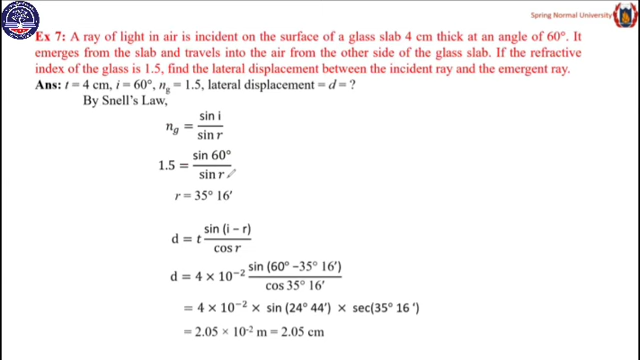 Spring Normal University
Ex 7: A ray of light in air is incident on the surface of a glass slab 4 cm thick at an angle of 60°. It
emerges from the slab and travels into the air from the other side of the glass slab. If the refractive
index of the glass is 1.5, find the lateral displacement between the incident ray and the emergent ray.
Ans: t = 4 cm, i = 60°, n_g = 1.5, lateral displacement = d = ?
By Snell's Law,
n_g = sin i / sin r
1.5 = sin 60° / sin r
r = 35° 16′
d = t sin (i − r) / cos r
d = 4 × 10⁻² sin (60° −35° 16′) / cos 35° 16′
= 4 × 10⁻² × sin (24° 44′) × sec(35° 16 ′)
= 2.05 × 10⁻² m = 2.05 cm